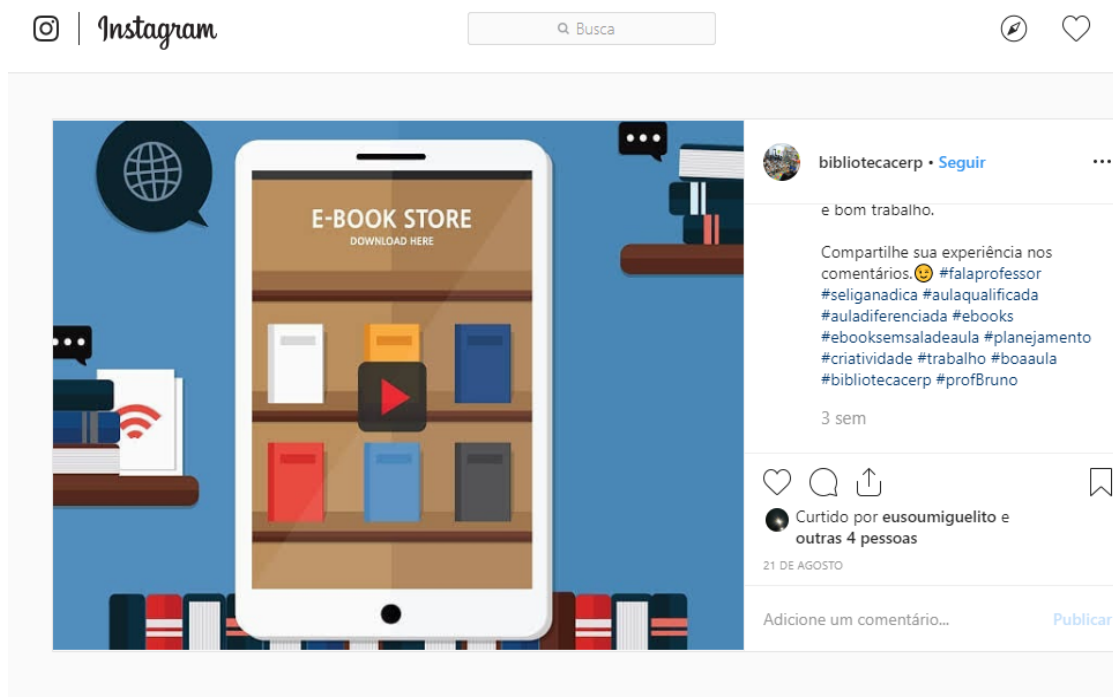 Instagram
Busca
E-BOOK STORE
DOWNLOAD HERE
bibliotecacerp • Seguir
e bom trabalho.
Compartilhe sua experiência nos
comentários.😉 #falaprofessor
#seliganadica #aulaqualificada
#auladiferenciada #ebooks
#ebooksemsaladeaula #planejamento
#criatividade #trabalho #boaaula
#bibliotecacerp #profBruno
3 sem
Curtido por eusoumiguelito e
outras 4 pessoas
21 DE AGOSTO
Adicione um comentário... Publicar